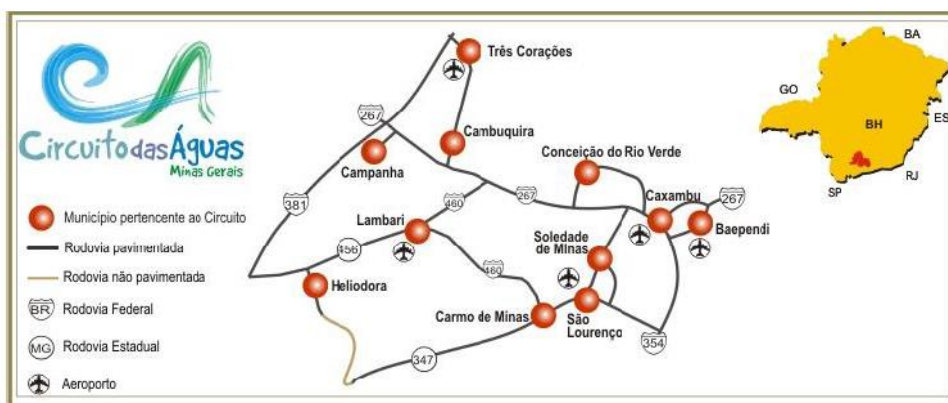 Circuito das Águas
Minas Gerais
Município pertencente ao Circuito
Rodovia pavimentada
Rodovia não pavimentada
BR
Rodovia Federal
MG
Rodovia Estadual
Aeroporto
Três Corações
267
Cambuquira
Campanha
Conceição do Rio Verde
381
460
267
Caxambu
267
Lambari
Baependi
456
Soledade
de Minas
460
Heliodora
Carmo de Minas
São
Lourenço
354
347
BA
GO
ES
BH
SP
RJ